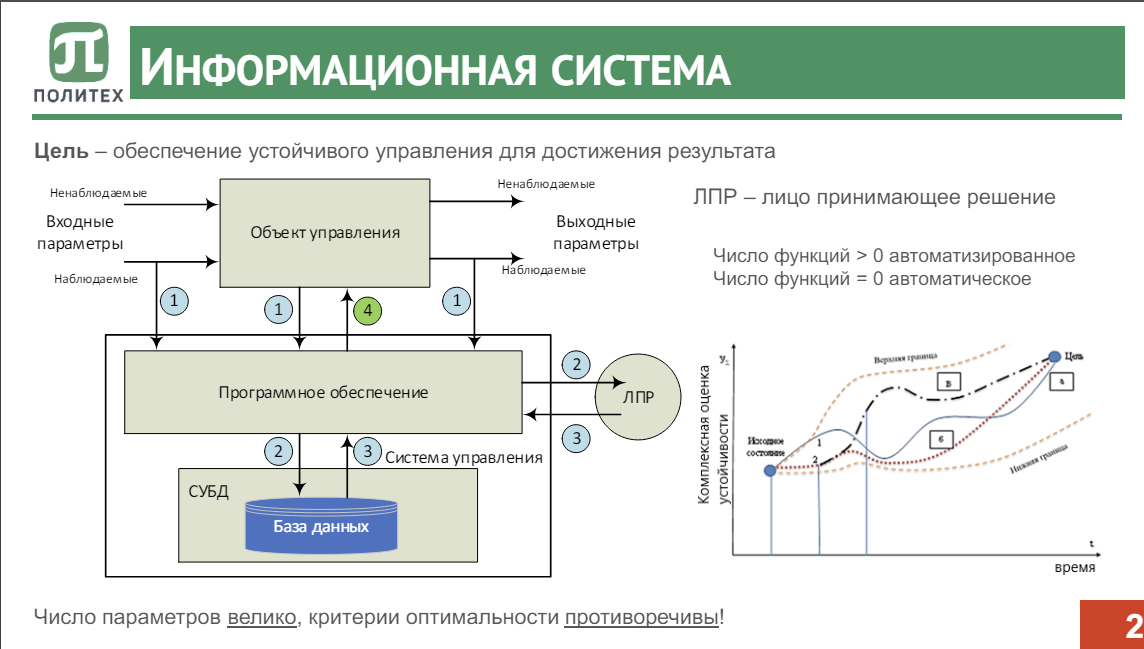 ПОЛИТЕХ
ИНФОРМАЦИОННАЯ СИСТЕМА
Цель – обеспечение устойчивого управления для достижения результата
Ненаблюдаемые
Входные
параметры
Наблюдаемые
Объект управления
Ненаблюдаемые
Выходные
параметры
Наблюдаемые
1
1
4
1
Программное обеспечение
2
ЛПР
3
2
3
Система управления
СУБД
База данных
ЛПР – лицо принимающее решение
Число функций > 0 автоматизированное
Число функций = 0 автоматическое
Комплексная оценка
устойчивости
Верхняя граница
Цель
в
а
Исходное
состояние
1
2
б
Нижняя граница
t
время
Число параметров велико, критерии оптимальности противоречивы!
2